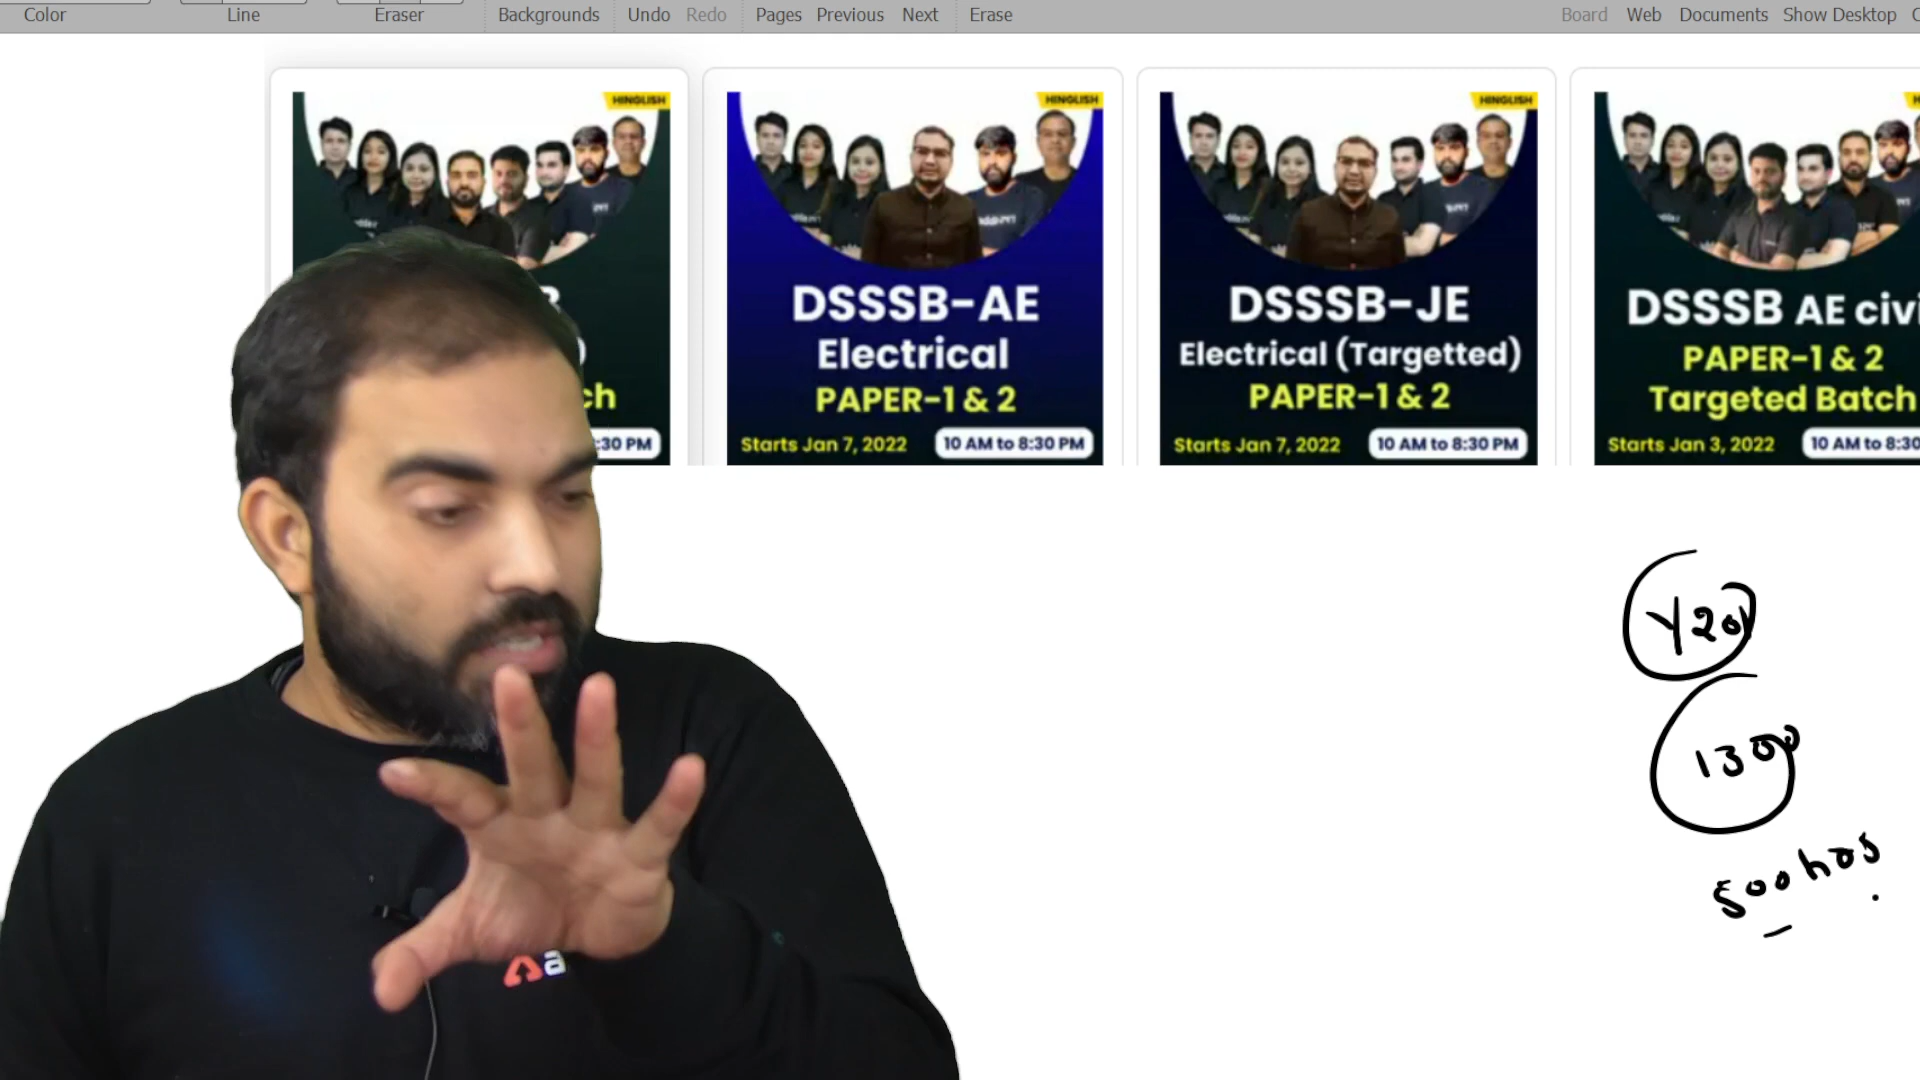 Color Line Eraser Backgrounds Undo Redo Pages Previous Next Erase Board Web Documents Show Desktop
HINGLISH
ch
:30 PM
HINGLISH
DSSSB-AE
Electrical
PAPER-1 & 2
Starts Jan 7, 2022 10 AM to 8:30 PM
HINGLISH
DSSSB-JE
Electrical (Targetted)
PAPER-1 & 2
Starts Jan 7, 2022 10 AM to 8:30 PM
DSSSB AE civi
PAPER-1 & 2
Targeted Batch
Starts Jan 3, 2022 10 AM to 8:30
Y20
1300
500 hrs
a